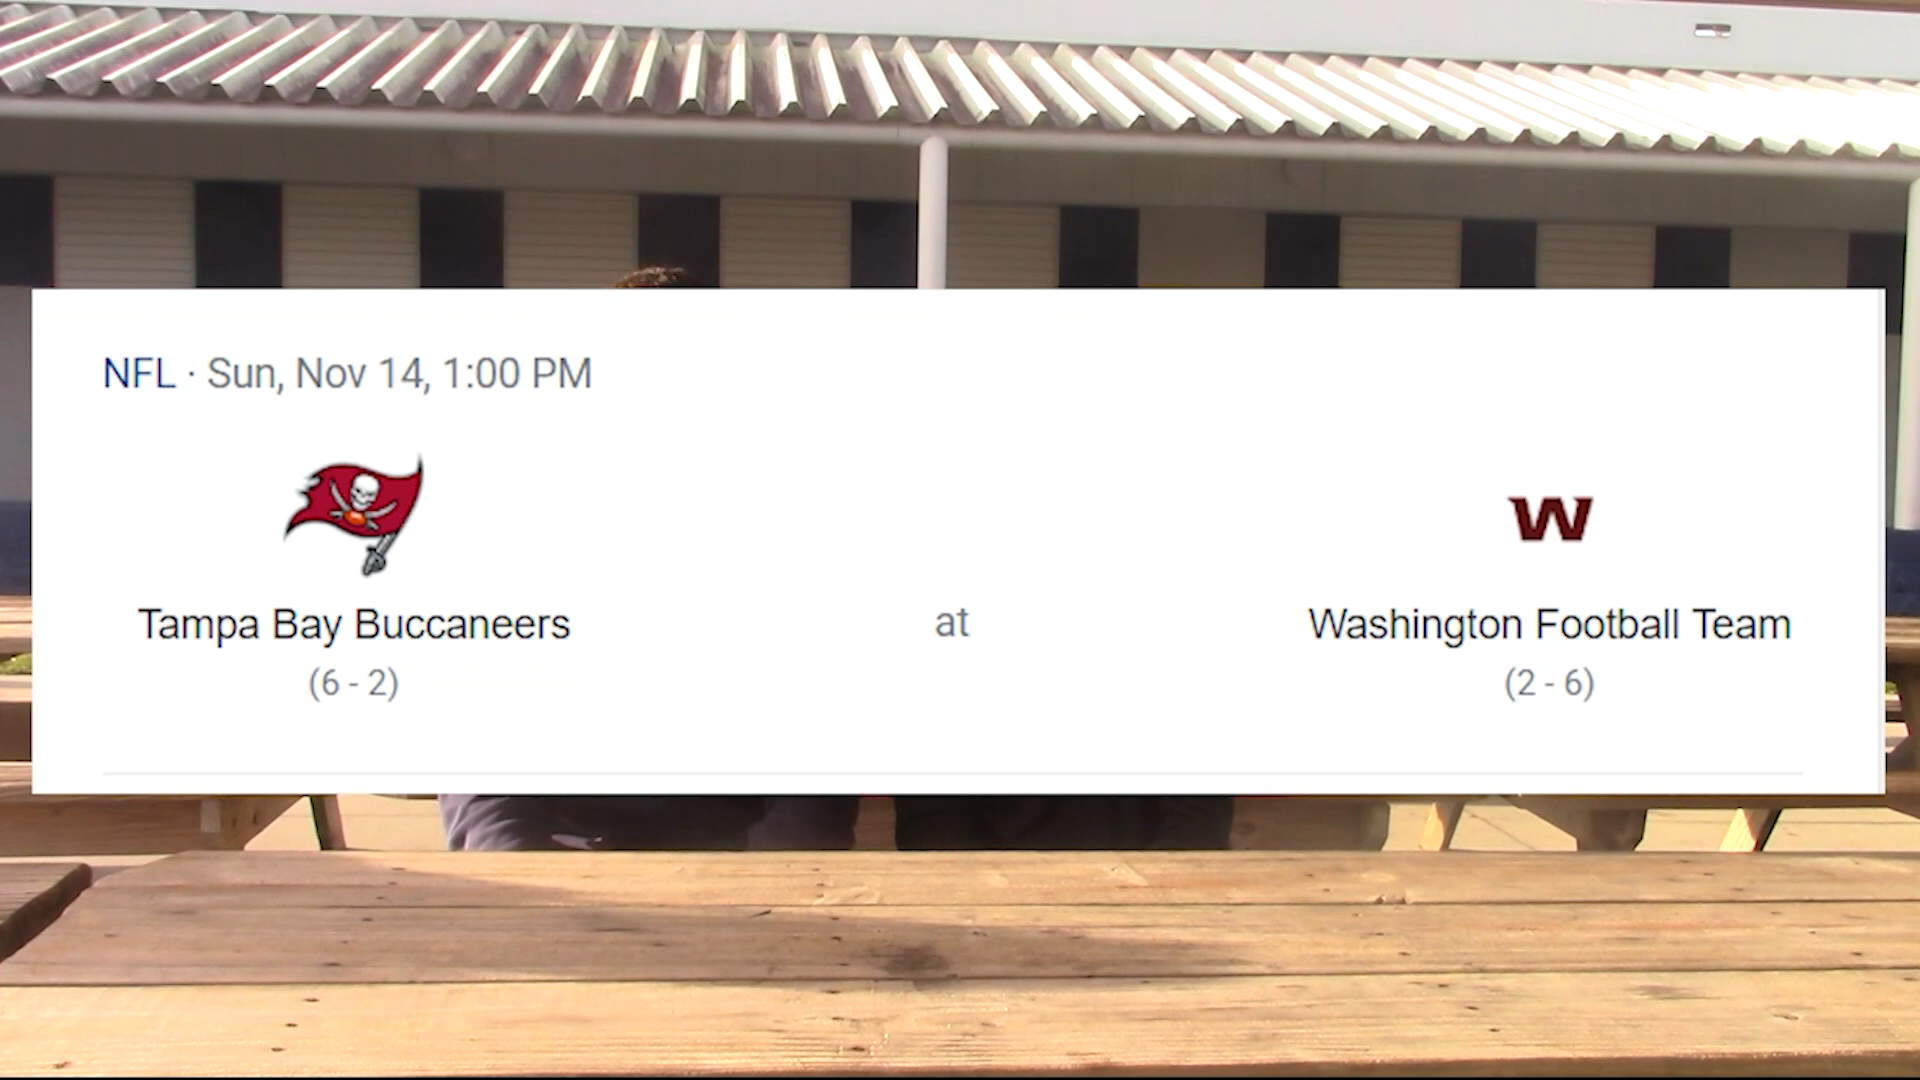 NFL · Sun, Nov 14, 1:00 PM
W
Tampa Bay Buccaneers at Washington Football Team
(6 - 2) (2 - 6)